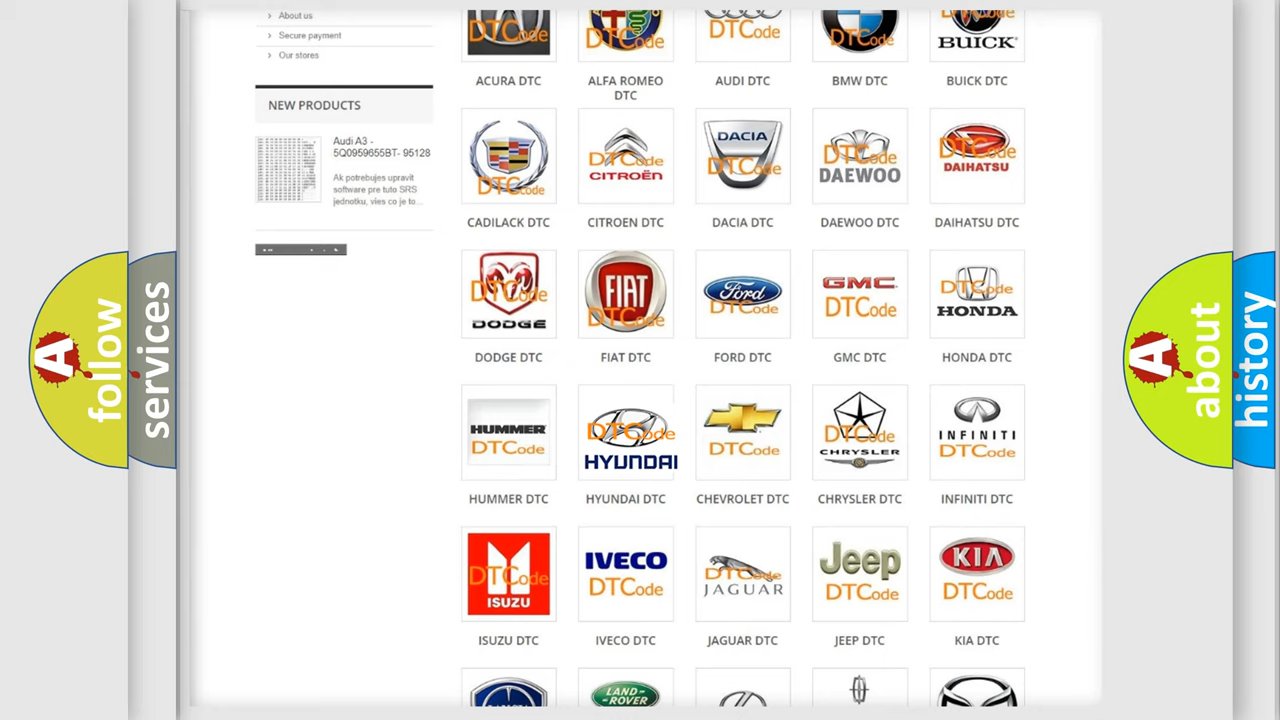 About us
Secure payment
Our stores
NEW PRODUCTS
Audi A3 -
5Q0959655BT- 95128
Ak potrebujes upravit
software pre tuto SRS
jednotku, vies co je to...
DTCode DTCode DTCode DTCode BUICK
ACURA DTC
ALFA ROMEO
DTC
AUDI DTC
BMW DTC
BUICK DTC
DTCode
DTCode
CITROËN
DACIA
DTCode
DTCode
DAEWOO
DTCode
DAIHATSU
CADILACK DTC
CITROEN DTC
DACIA DTC
DAEWOO DTC
DAIHATSU DTC
DTCode
DODGE
FIAT
DTCode
Ford
DTCode
GMC
DTCode
DTCode
HONDA
DODGE DTC
FIAT DTC
FORD DTC
GMC DTC
HONDA DTC
HUMMER
DTCode
DTCode
HYUNDAI
DTCode
DTCode
CHRYSLER
INFINITI
DTCode
HUMMER DTC
HYUNDAI DTC
CHEVROLET DTC
CHRYSLER DTC
INFINITI DTC
DTCode
ISUZU
IVECO
DTCode
DTCode
JAGUAR
Jeep
DTCode
KIA
DTCode
ISUZU DTC
IVECO DTC
JAGUAR DTC
JEEP DTC
KIA DTC
LAND-
ROVER
A
follow
services
A
about
history